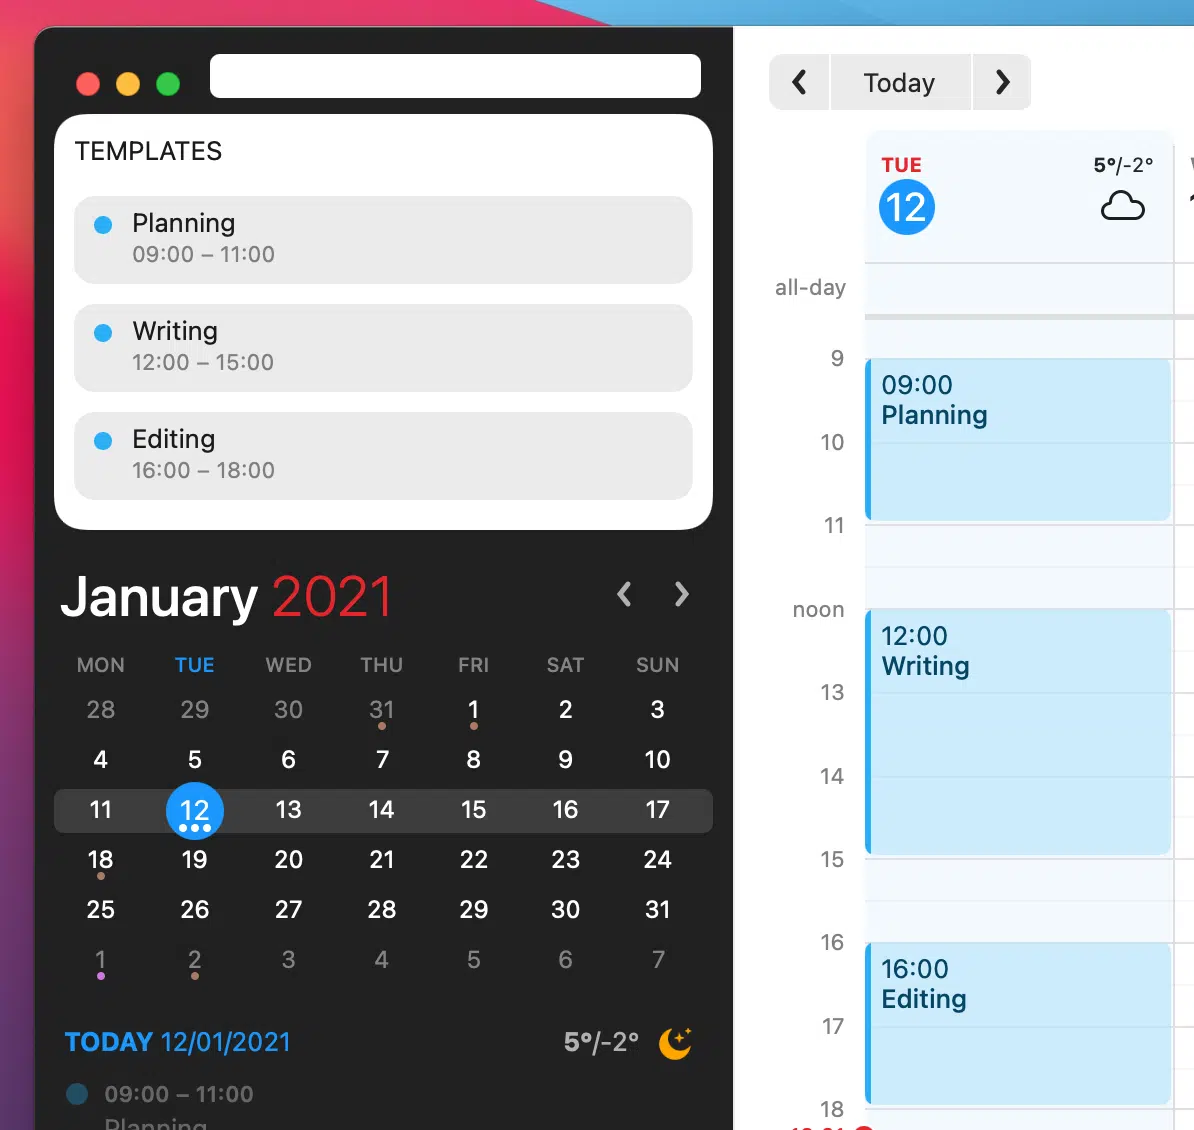 TEMPLATES
Planning
09:00 – 11:00
Writing
12:00 – 15:00
Editing
16:00 – 18:00
January 2021
MON TUE WED THU FRI SAT SUN
28 29 30 31 1 2 3
4 5 6 7 8 9 10
11 12 13 14 15 16 17
18 19 20 21 22 23 24
25 26 27 28 29 30 31
1 2 3 4 5 6 7
TODAY 12/01/2021 5°/-2°
09:00 – 11:00
Planning
Today
TUE 5°/-2°
12
all-day
9
09:00
Planning
10
11
noon
12:00
Writing
13
14
15
16
16:00
Editing
17
18